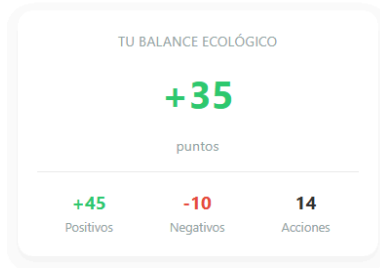 TU BALANCE ECOLÓGICO
+35
puntos
+45 -10 14
Positivos Negativos Acciones